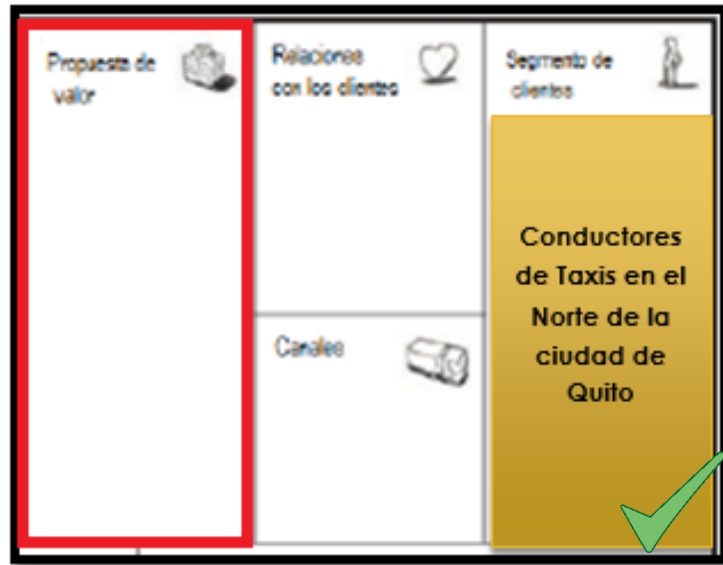 Propuesta de
valor
Relaciones
con los clientes
Segmento de
clientes
Conductores
de Taxis en el
Norte de la
ciudad de
Quito
Canales